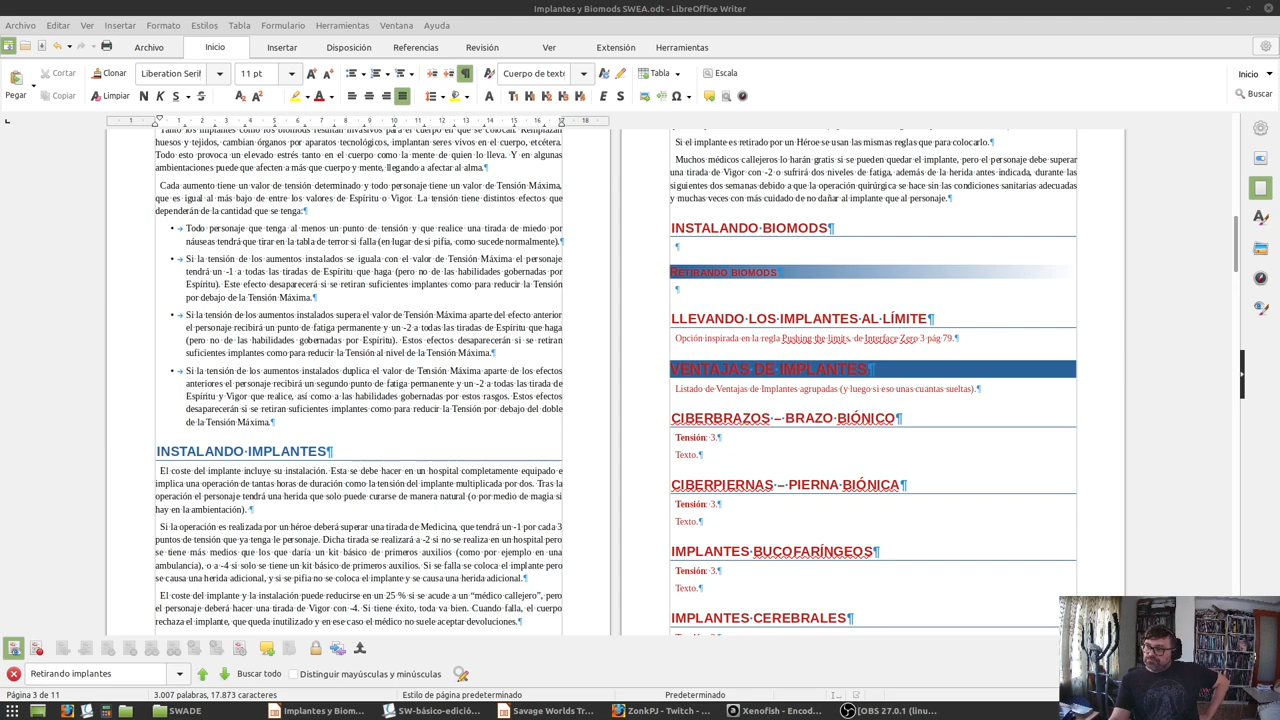 Implantes y Biomods SWEA.odt - LibreOffice Writer
Archivo Editar Ver Insertar Formato Estilos Tabla Formulario Herramientas Ventana Ayuda
Archivo Inicio Insertar Disposición Referencias Revisión Ver Extensión Herramientas
Pegar Cortar Clonar Liberation Serif 11 pt Cuerpo de texto Tabla Escala Inicio
Copiar Limpiar Buscar
huesos y tejidos, cambian órganos por aparatos tecnológicos, implantan seres vivos en el cuerpo, etcétera.
Todo esto provoca un elevado estrés tanto en el cuerpo como la mente de quien lo lleva. Y en algunas
ambientaciones puede que afecten a más que cuerpo y mente, llegando a afectar al alma.¶
Cada aumento tiene un valor de tensión determinado y todo personaje tiene un valor de Tensión Máxima,
que es igual al más bajo de entre los valores de Espíritu o Vigor. La tensión tiene distintos efectos que
dependerán de la cantidad que se tenga:¶
• Todo personaje que tenga al menos un punto de tensión y que realice una tirada de miedo por
náuseas tendrá que tirar en la tabla de terror si falla (en lugar de si pifia, como sucede normalmente).¶
• Si la tensión de los aumentos instalados se iguala con el valor de Tensión Máxima el personaje
tendrá un -1 a todas las tiradas de Espíritu que haga (pero no de las habilidades gobernadas por
Espíritu). Este efecto desaparecerá si se retiran suficientes implantes como para reducir la Tensión
por debajo de la Tensión Máxima.¶
• Si la tensión de los aumentos instalados supera el valor de Tensión Máxima aparte del efecto anterior
el personaje recibirá un punto de fatiga permanente y un -2 a todas las tiradas de Espíritu que haga
(pero no de las habilidades gobernadas por Espíritu). Estos efectos desaparecerán si se retiran
suficientes implantes como para reducir la Tensión al nivel de la Tensión Máxima.¶
• Si la tensión de los aumentos instalados duplica el valor de Tensión Máxima aparte de los efectos
anteriores el personaje recibirá un segundo punto de fatiga permanente y un -2 a todas las tirada de
Espíritu y Vigor que realice, así como a las habilidades gobernadas por estos rasgos. Estos efectos
desaparecerán si se retiran suficientes implantes como para reducir la Tensión por debajo del doble
de la Tensión Máxima.¶
INSTALANDO IMPLANTES¶
El coste del implante incluye su instalación. Esta se debe hacer en un hospital completamente equipado e
implica una operación de tantas horas de duración como la tensión del implante multiplicada por dos. Tras la
operación el personaje tendrá una herida que solo puede curarse de manera natural (o por medio de magia si
hay en la ambientación). ¶
Si la operación es realizada por un héroe deberá superar una tirada de Medicina, que tendrá un -1 por cada 3
puntos de tensión que ya tenga le personaje. Dicha tirada se realizará a -2 si no se realiza en un hospital pero
se tiene más medios que los que daría un kit básico de primeros auxilios (como por ejemplo en una
ambulancia), o a -4 si solo se tiene un kit básico de primeros auxilios. Si se falla se coloca el implante pero
se causa una herida adicional, y si se pifia no se coloca el implante y se causa una herida adicional.¶
El coste del implante y la instalación puede reducirse en un 25 % si se acude a un “médico callejero”, pero
el personaje deberá hacer una tirada de Vigor con -4. Si tiene éxito, toda va bien. Cuando falla, el cuerpo
rechaza el implante, que queda inutilizado y en ese caso el médico no suele aceptar devoluciones.¶
Si el implante es retirado por un Héroe se usan las mismas reglas que para colocarlo.¶
Muchos médicos callejeros lo harán gratis si se pueden quedar el implante, pero el personaje debe superar
una tirada de Vigor con -2 o sufrirá dos niveles de fatiga, además de la herida antes indicada, durante las
siguientes dos semanas debido a que la operación quirúrgica se hace sin las condiciones sanitarias adecuadas
y muchas veces con más cuidado de no dañar al implante que al personaje.¶
INSTALANDO BIOMODS¶
¶
RETIRANDO BIOMODS¶
¶
LLEVANDO LOS IMPLANTES AL LÍMITE¶
Opción inspirada en la regla Pushing the limits, de Interface Zero 3 pág 79.¶
VENTAJAS DE IMPLANTES¶
Listado de Ventajas de Implantes agrupadas (y luego si eso unas cuantas sueltas).¶
CIBERBRAZOS – BRAZO BIÓNICO¶
Tensión: 3.¶
Texto.¶
CIBERPIERNAS – PIERNA BIÓNICA¶
Tensión: 3.¶
Texto.¶
IMPLANTES BUCOFARÍNGEOS¶
Tensión: 3.¶
Texto.¶
IMPLANTES CEREBRALES¶
Retirando implantes Buscar todo Distinguir mayúsculas y minúsculas
Página 3 de 11 3.007 palabras, 17.873 caracteres Estilo de página predeterminado Predeterminado
SWADE Implantes y Biom... SW-básico-edició... Savage Worlds Tr... ZonkPJ - Twitch - ... Xenofish – Encod... [OBS 27.0.1 (linu...